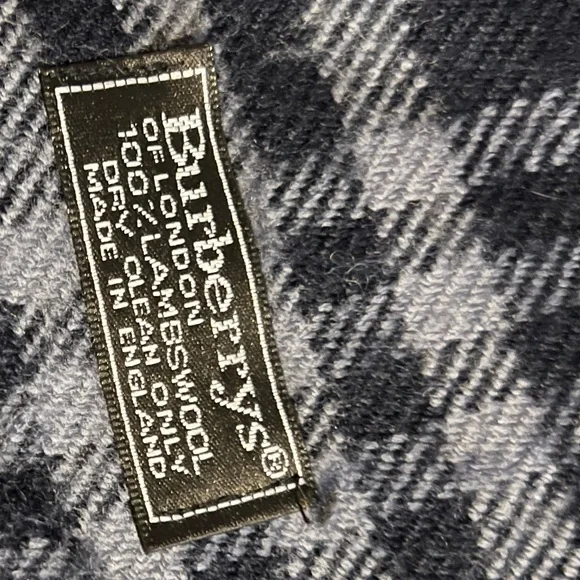 Burberrys®
OF LONDON
100% LAMBSWOOL
DRY CLEAN ONLY
MADE IN ENGLAND